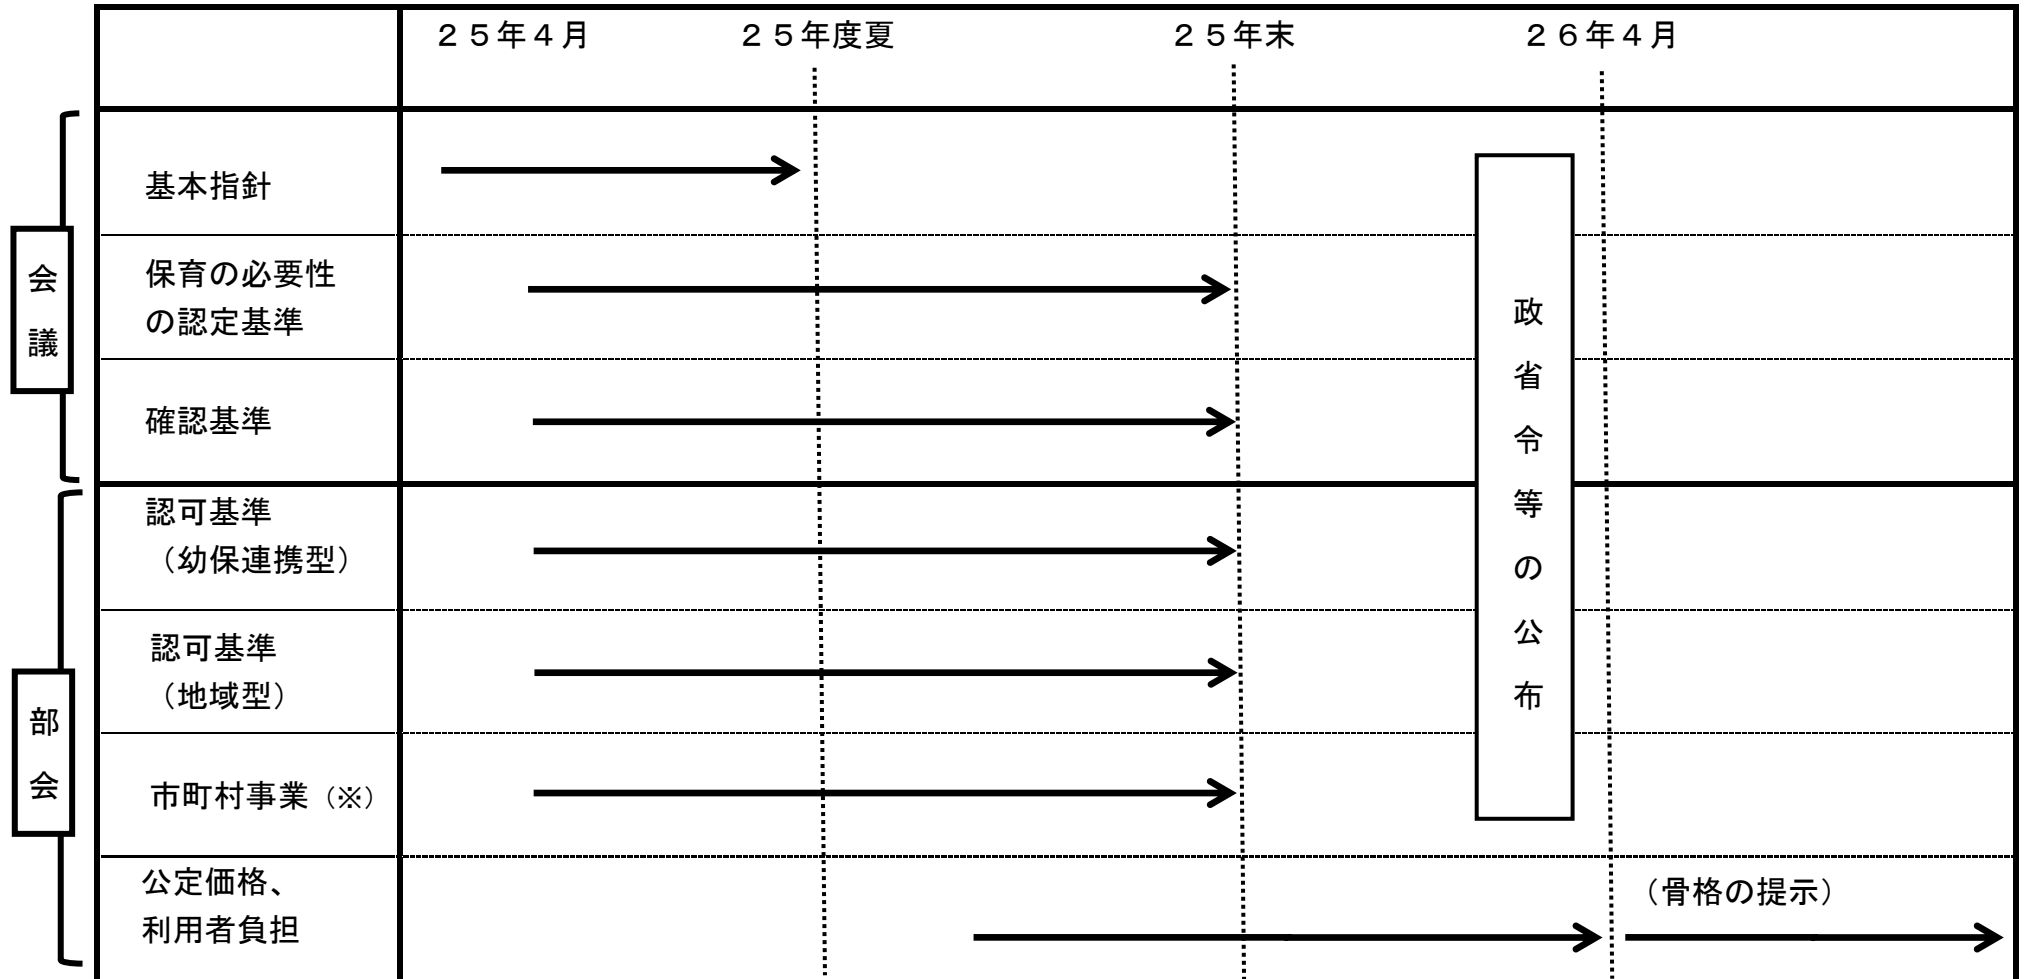 ２５年４月
２５年度夏
２５年末
２６年４月
会議
基本指針
保育の必要性
の認定基準
確認基準
政省令等の公布
部会
認可基準
（幼保連携型）
認可基準
（地域型）
市町村事業（※）
公定価格、
利用者負担
（骨格の提示）